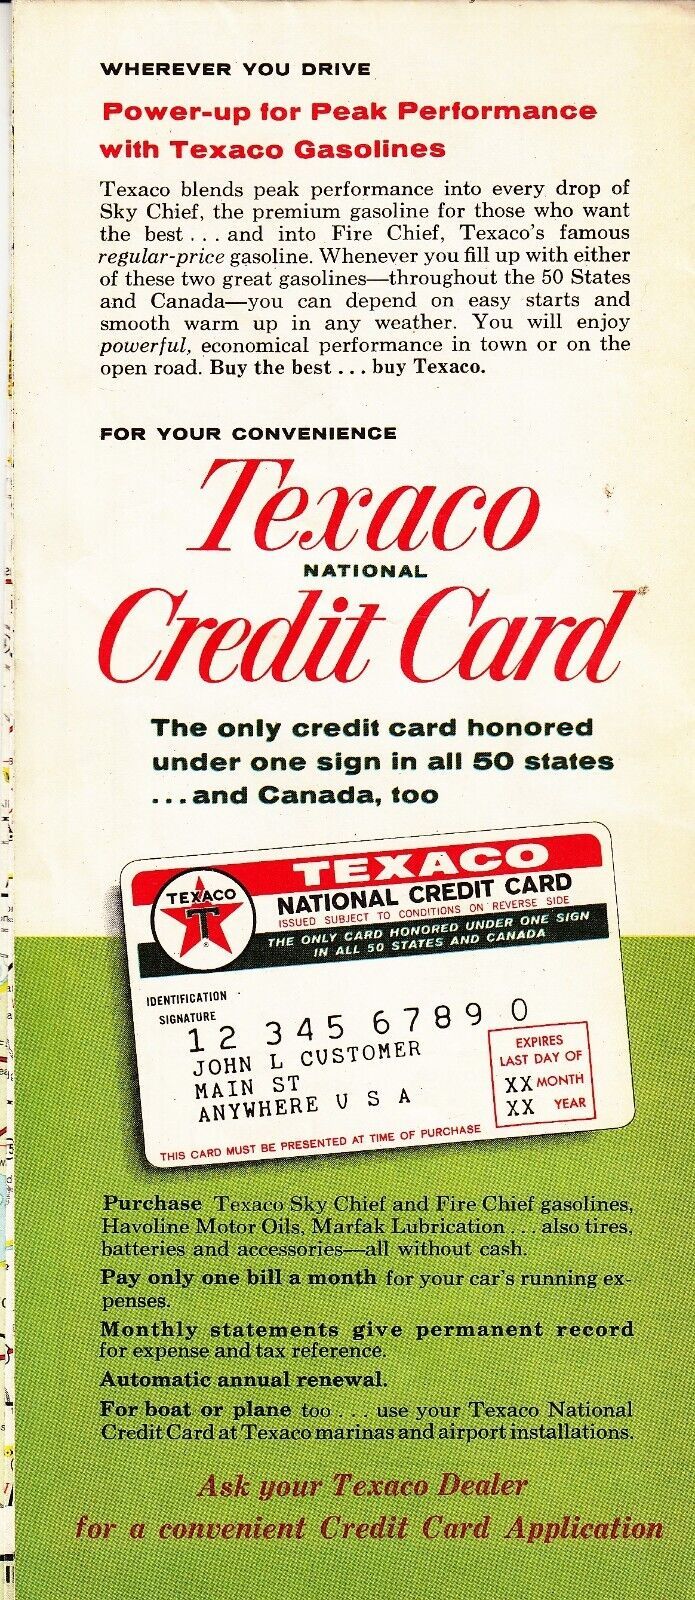 WHEREVER YOU DRIVE
Power-up for Peak Performance
with Texaco Gasolines
Texaco blends peak performance into every drop of
Sky Chief, the premium gasoline for those who want
the best . . . and into Fire Chief, Texaco's famous
regular-price gasoline. Whenever you fill up with either
of these two great gasolines—throughout the 50 States
and Canada—you can depend on easy starts and
smooth warm up in any weather. You will enjoy
powerful, economical performance in town or on the
open road. Buy the best . . . buy Texaco.
FOR YOUR CONVENIENCE
Texaco
NATIONAL
Credit Card
The only credit card honored
under one sign in all 50 states
...and Canada, too
TEXACO
TEXACO
T
NATIONAL CREDIT CARD
ISSUED SUBJECT TO CONDITIONS ON REVERSE SIDE
THE ONLY CARD HONORED UNDER ONE SIGN
IN ALL 50 STATES AND CANADA
IDENTIFICATION
SIGNATURE
12 345 6789 0
JOHN L CUSTOMER
MAIN ST
ANYWHERE U S A
EXPIRES
LAST DAY OF
XX MONTH
XX YEAR
THIS CARD MUST BE PRESENTED AT TIME OF PURCHASE
Purchase Texaco Sky Chief and Fire Chief gasolines,
Havoline Motor Oils, Marfak Lubrication . . . also tires,
batteries and accessories—all without cash.
Pay only one bill a month for your car's running ex-
penses.
Monthly statements give permanent record
for expense and tax reference.
Automatic annual renewal.
For boat or plane too . . . use your Texaco National
Credit Card at Texaco marinas and airport installations.
Ask your Texaco Dealer
for a convenient Credit Card Application